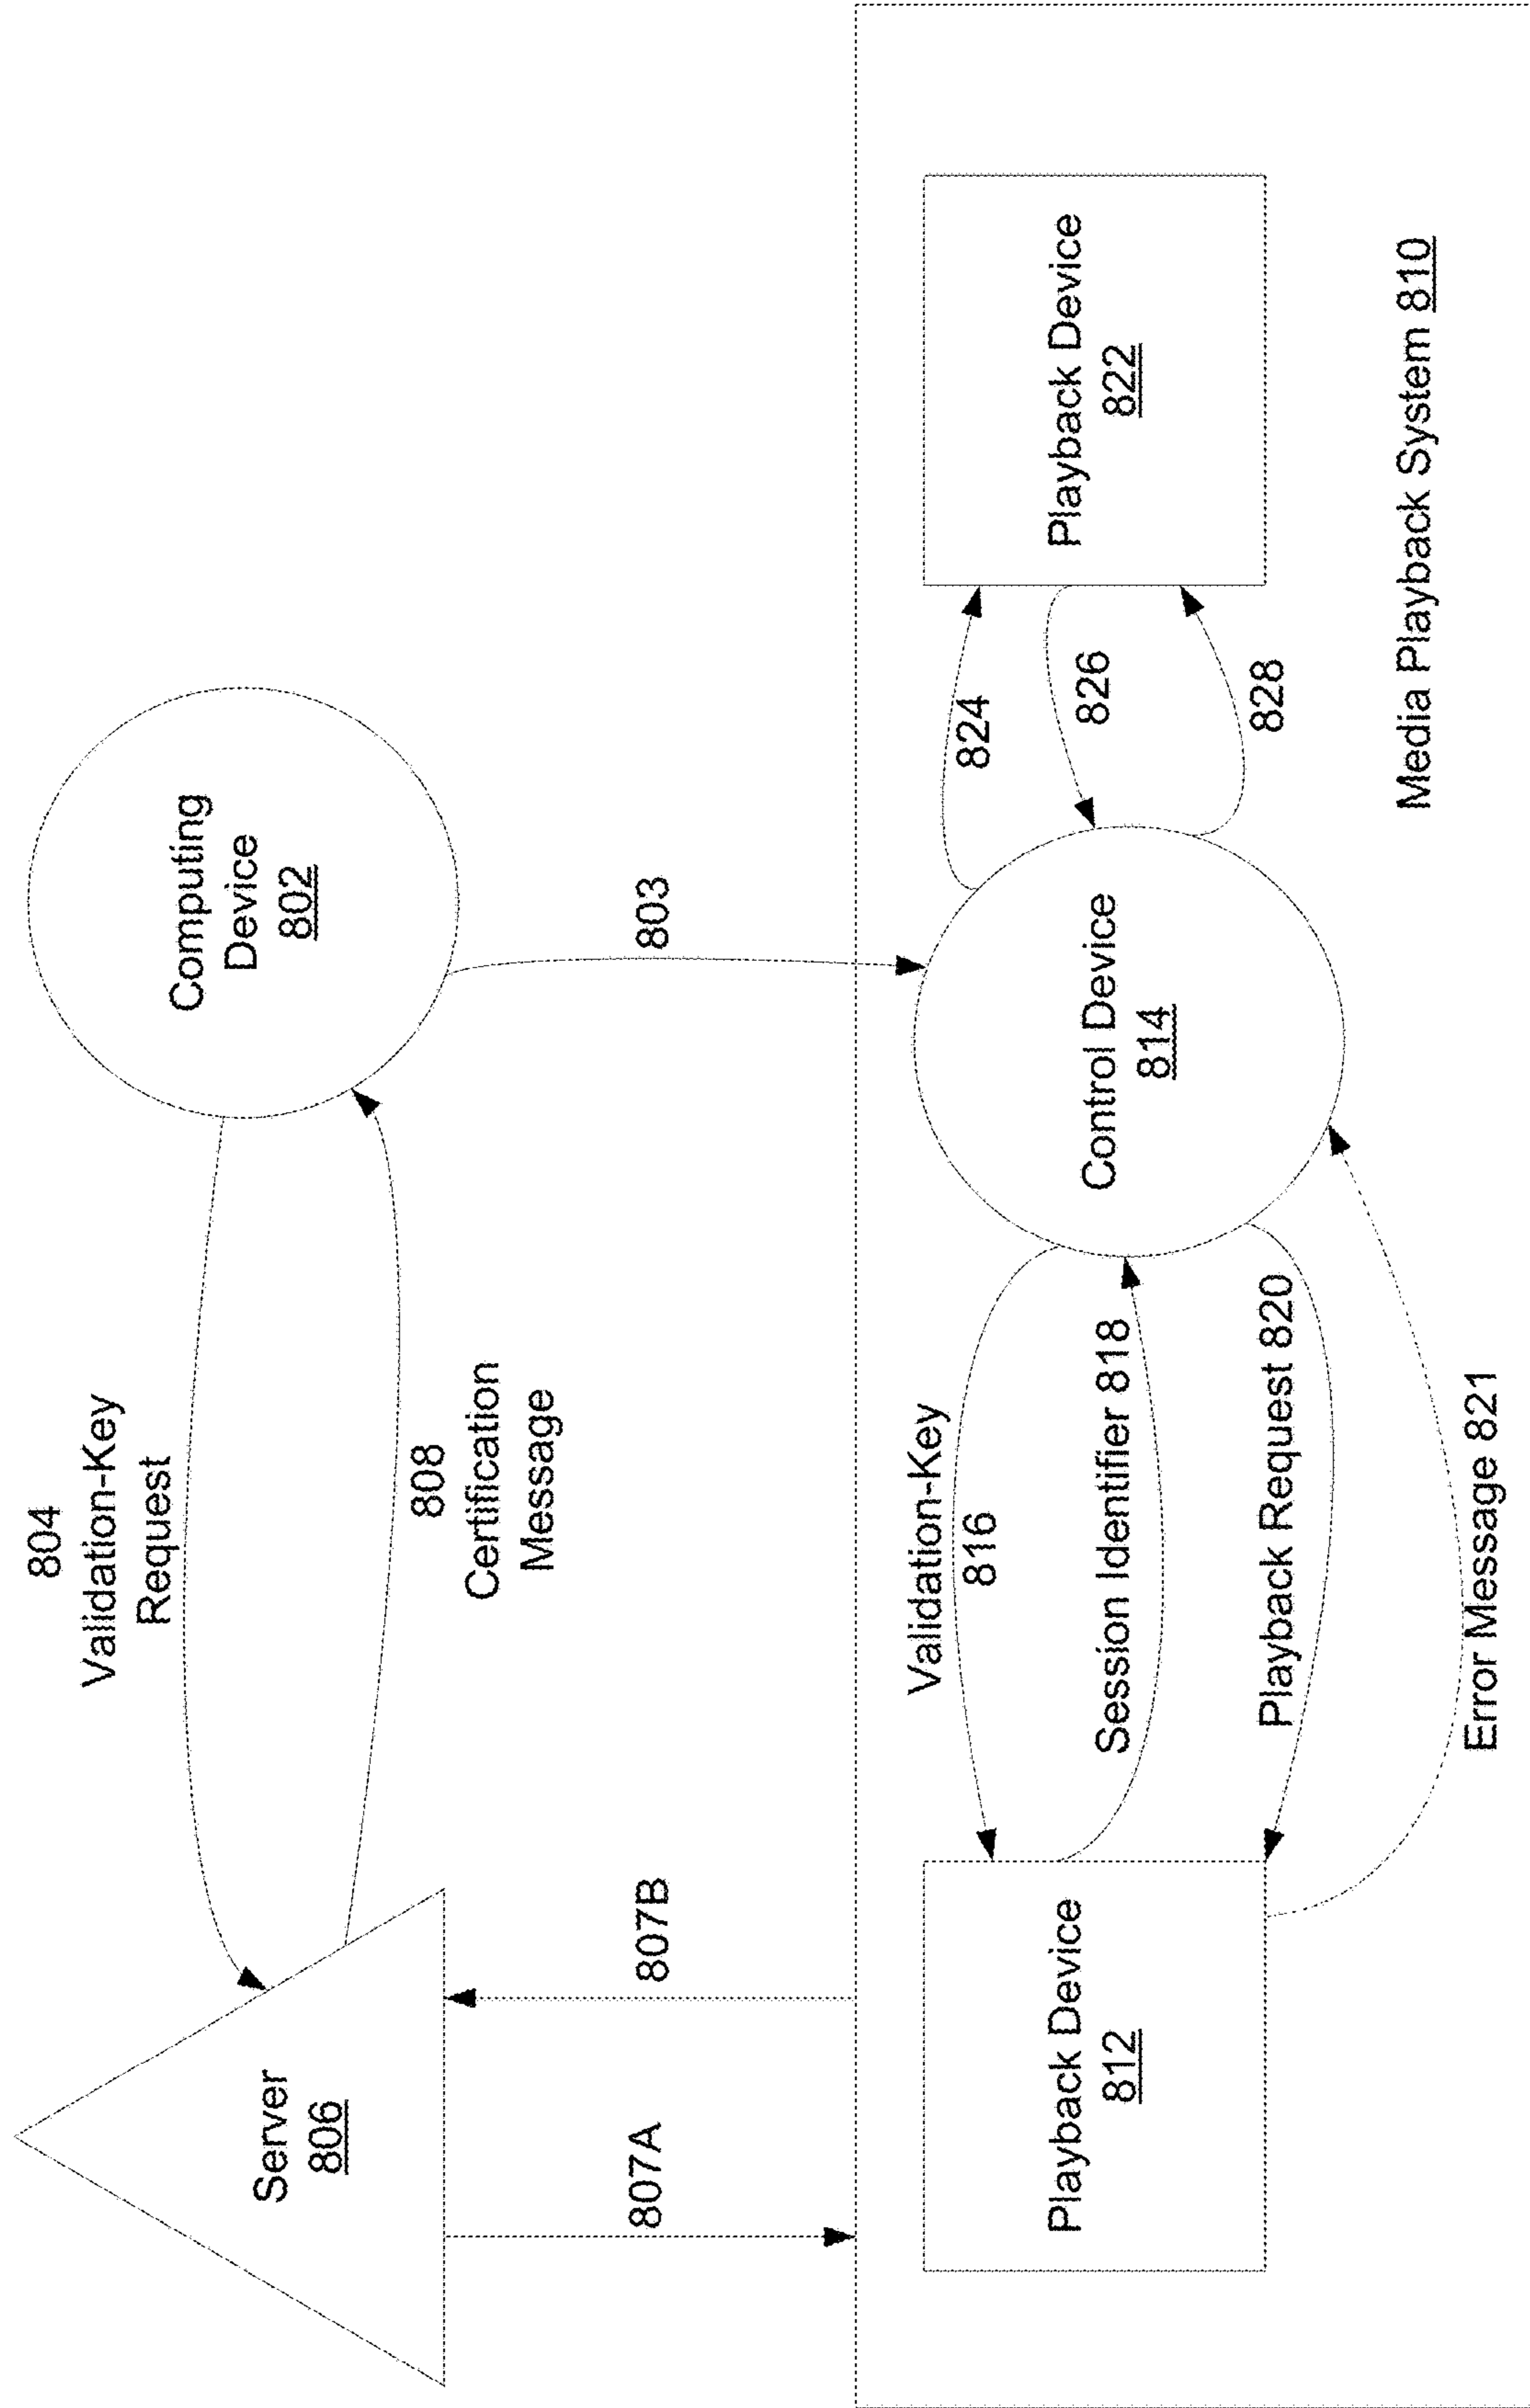 804
Validation-Key
Request
Server
806
808
Certification
Message
Computing
Device
802
807A
807B
803
Playback Device
812
Validation-Key
816
Session Identifier 818
Playback Request 820
Error Message 821
Control Device
814
824
826
828
Playback Device
822
Media Playback System 810